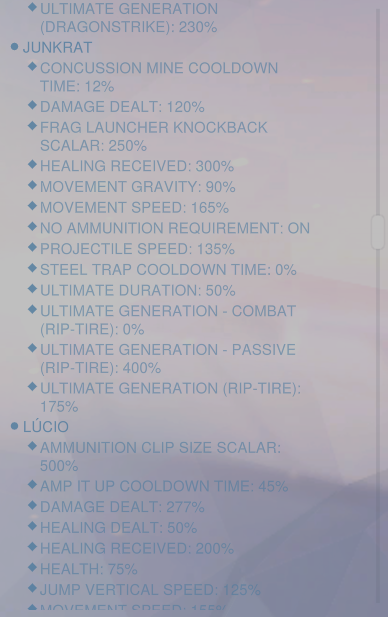 ULTIMATE GENERATION
(DRAGONSTRIKE): 230%
JUNKRAT
CONCUSSION MINE COOLDOWN
TIME: 12%
DAMAGE DEALT: 120%
FRAG LAUNCHER KNOCKBACK
SCALAR: 250%
HEALING RECEIVED: 300%
MOVEMENT GRAVITY: 90%
MOVEMENT SPEED: 165%
NO AMMUNITION REQUIREMENT: ON
PROJECTILE SPEED: 135%
STEEL TRAP COOLDOWN TIME: 0%
ULTIMATE DURATION: 50%
ULTIMATE GENERATION - COMBAT
(RIP-TIRE): 0%
ULTIMATE GENERATION - PASSIVE
(RIP-TIRE): 400%
ULTIMATE GENERATION (RIP-TIRE):
175%
LÚCIO
AMMUNITION CLIP SIZE SCALAR:
500%
AMP IT UP COOLDOWN TIME: 45%
DAMAGE DEALT: 277%
HEALING DEALT: 50%
HEALING RECEIVED: 200%
HEALTH: 75%
JUMP VERTICAL SPEED: 125%
MOVEMENT SPEED: